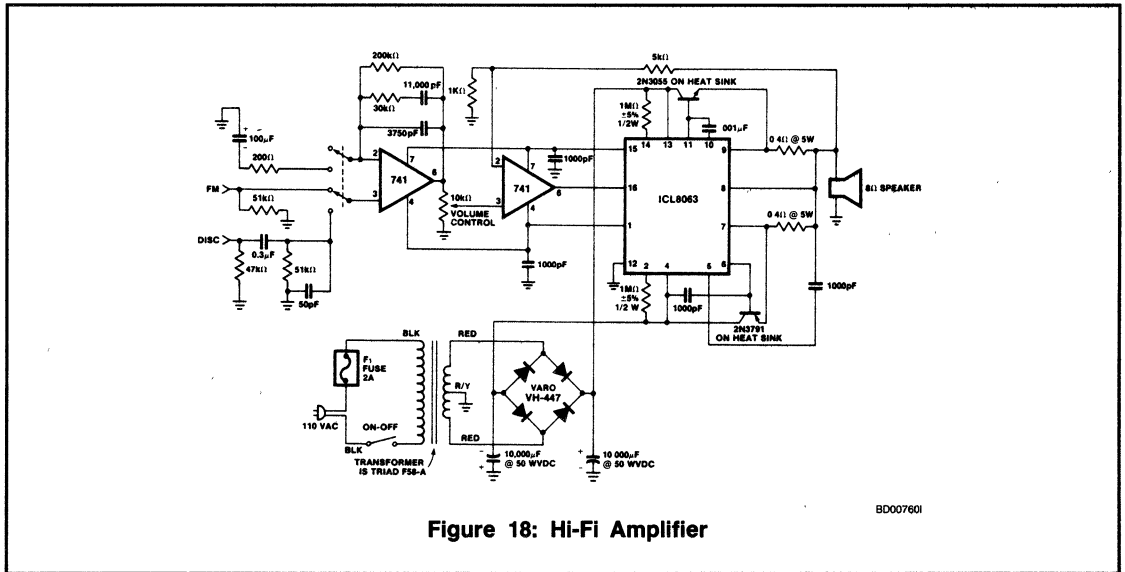 200kΩ
5kΩ
11,000pF
1KΩ
2N3055 ON HEAT SINK
30kΩ
+
100μF
-
3750pF
1MΩ
±5%
1/2W
001μF
0 4Ω @ 5W
200Ω
2
7
15
14
13
11
10
9
1000pF
741
6
2
7
FM
3
741
6
16
ICL8063
8
8Ω SPEAKER
51kΩ
4
10kΩ
VOLUME
CONTROL
3
4
1
7
0 4Ω @ 5W
DISC
0.3μF
47kΩ
51kΩ
50pF
1000pF
12
2
4
5
6
1MΩ
±5%
1/2 W
1000pF
1000pF
2N3791
ON HEAT SINK
BLK
RED
F1
FUSE
2A
R/Y
VARO
VH-447
110 VAC
ON-OFF
BLK
RED
TRANSFORMER
IS TRIAD F56-A
-
+
10,000μF
@ 50 WVDC
+
-
10 000μF
@ 50 WVDC
BD00760I
Figure 18: Hi-Fi Amplifier